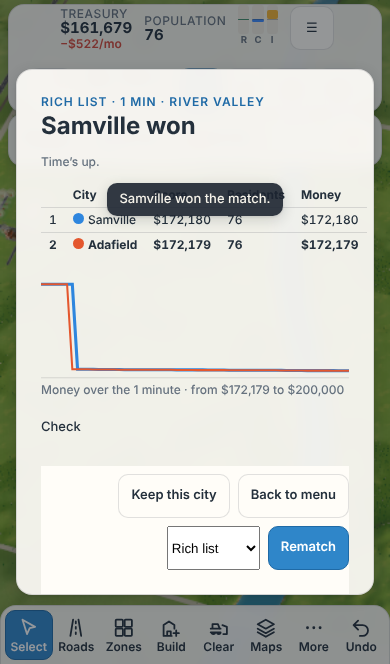 TREASURY
$161,679
−$522/mo
POPULATION
76
R C I
RICH LIST · 1 MIN · RIVER VALLEY
Samville won
Time's up.
City Score Residents Money
Samville won the match.
1 Samville $172,180 76 $172,180
2 Adafield $172,179 76 $172,179
Money over the 1 minute · from $172,179 to $200,000
Check
Keep this city
Back to menu
Rich list
Rematch
Select Roads Zones Build Clear Maps More Undo